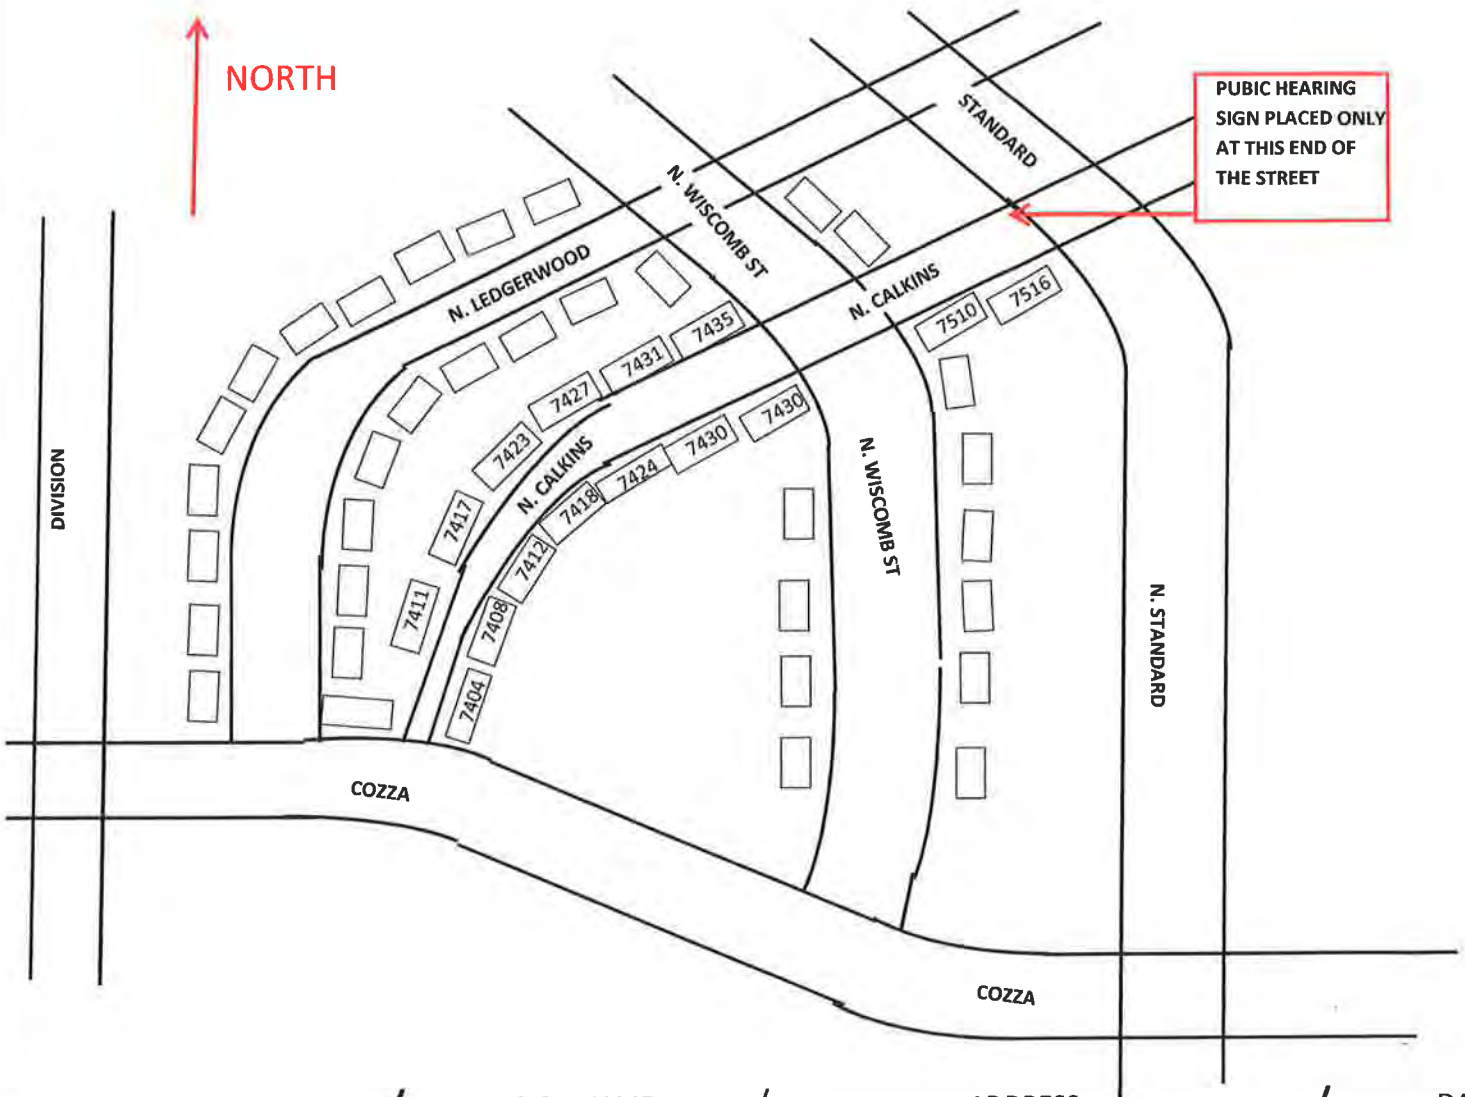 NORTH
PUBIC HEARING
SIGN PLACED ONLY
AT THIS END OF
THE STREET
STANDARD
N. WISCOMB ST
N. LEDGERWOOD
N. CALKINS
7516
7510
7435
7431
7427
7423
7417
7411
N. CALKINS
7430
7430
7424
7418
7412
7408
7404
DIVISION
N. WISCOMB ST
N. STANDARD
COZZA
COZZA
ADDRESS